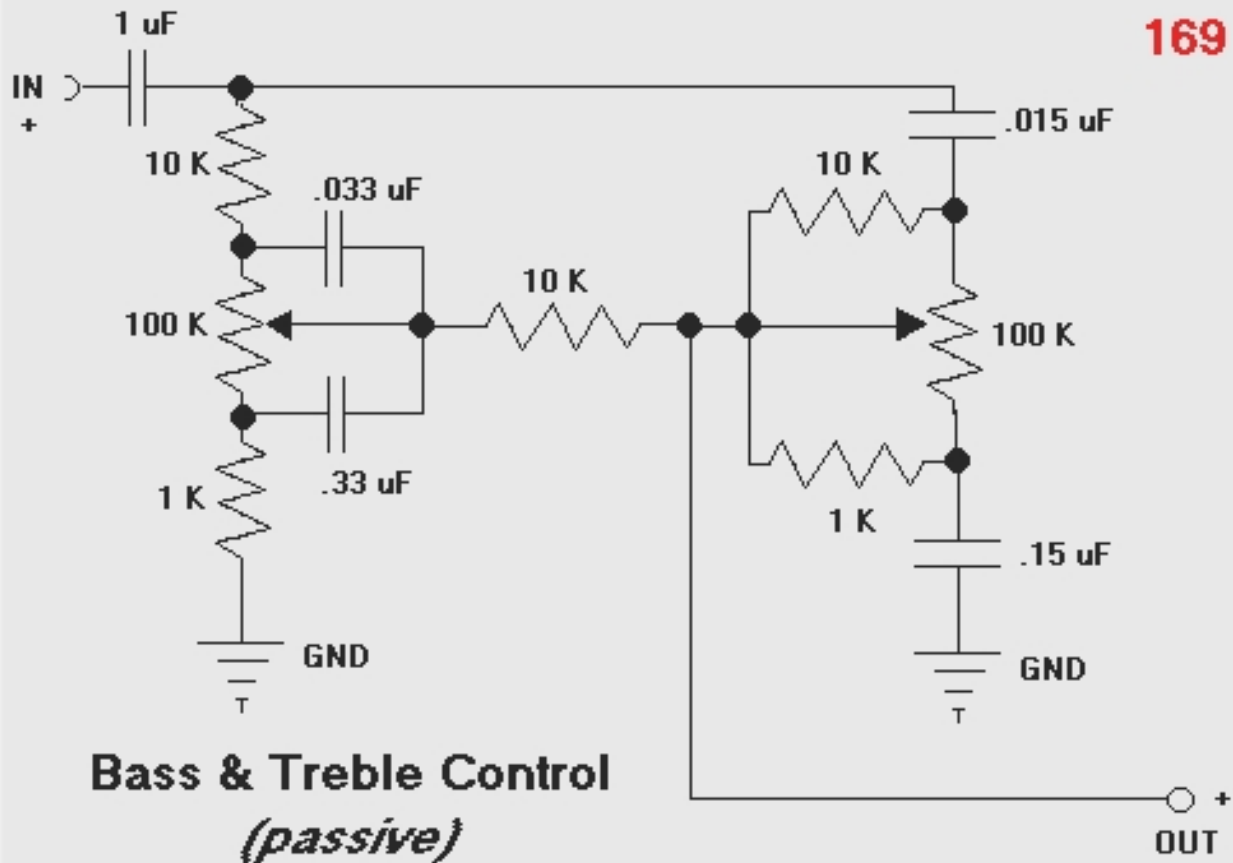 1 uF
169
IN
+
.015 uF
10 K
10 K
.033 uF
10 K
100 K
100 K
.33 uF
1 K
1 K
.15 uF
GND
GND
T
T
Bass & Treble Control
(passive)
+
OUT